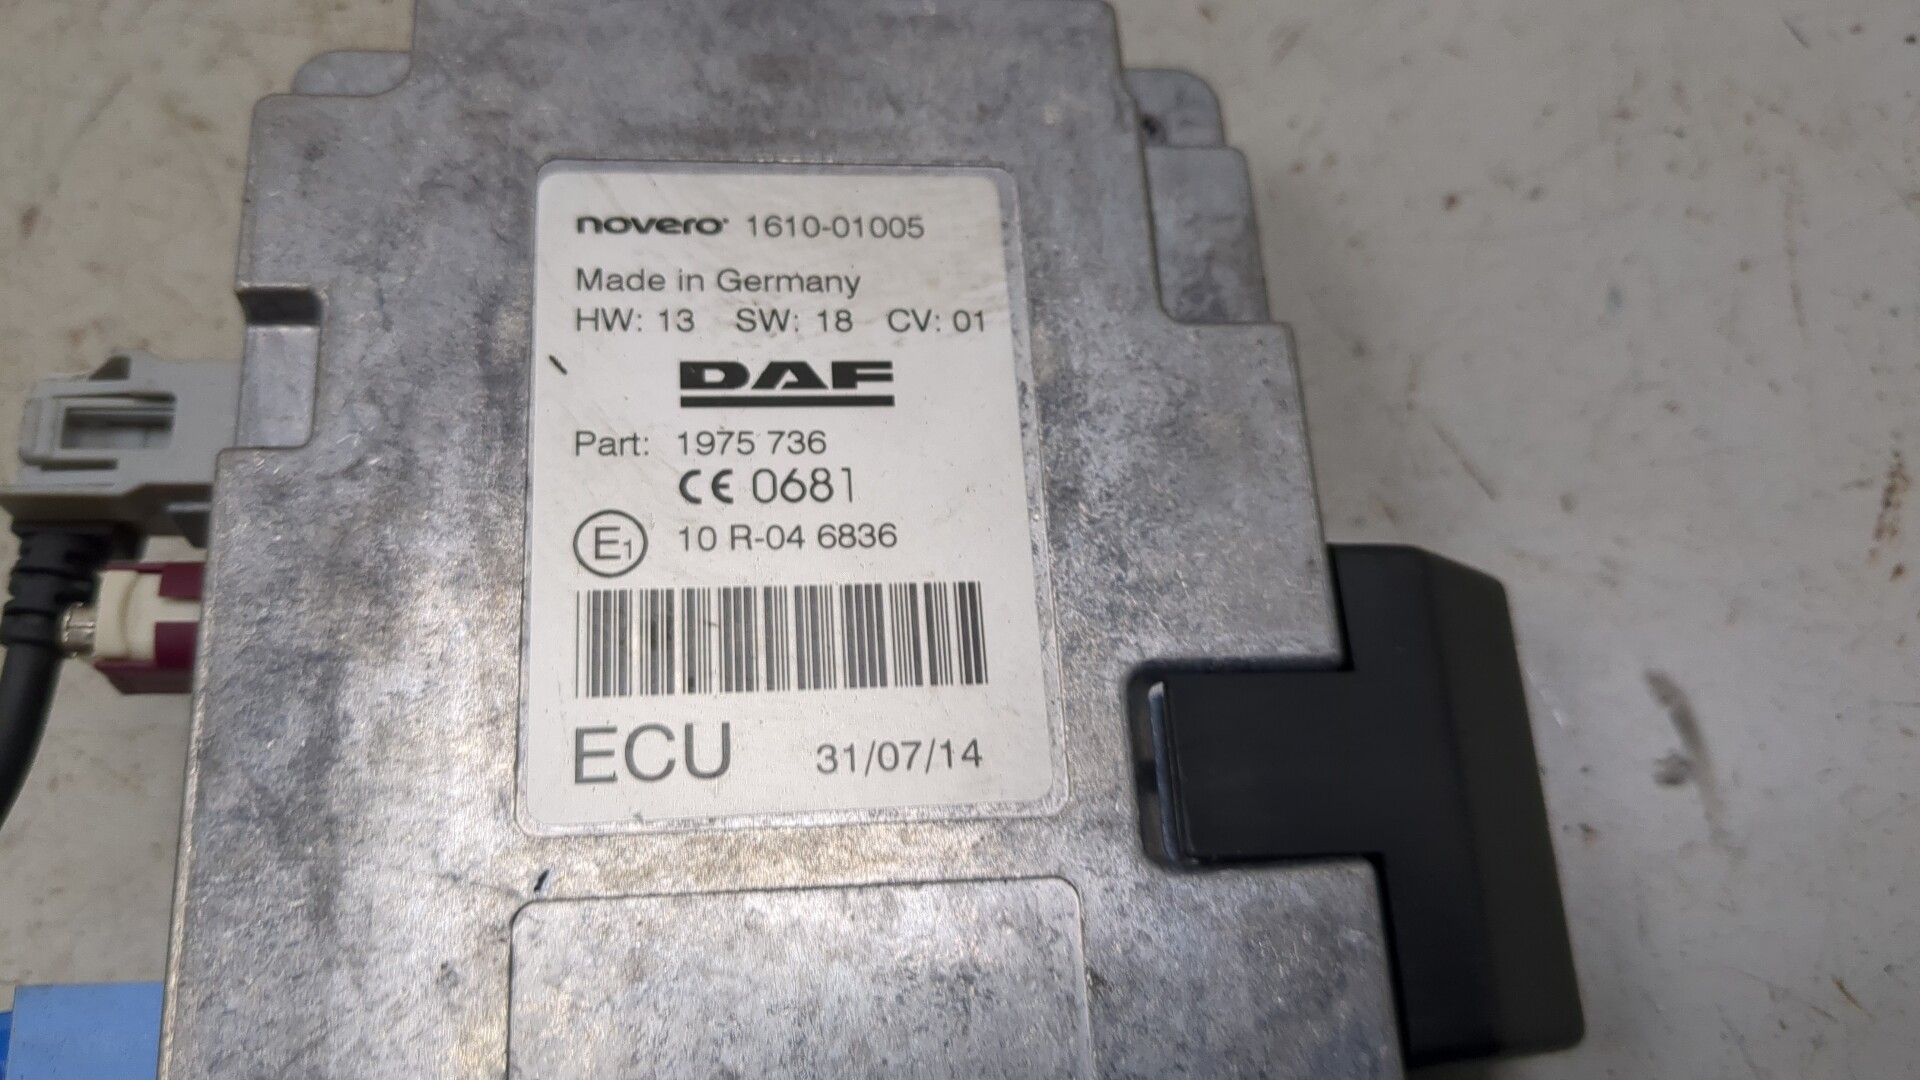 novero 1610-01005
Made in Germany
HW: 13 SW: 18 CV: 01
DAF
Part: 1975 736
CE 0681
E1 10 R-04 6836
ECU 31/07/14